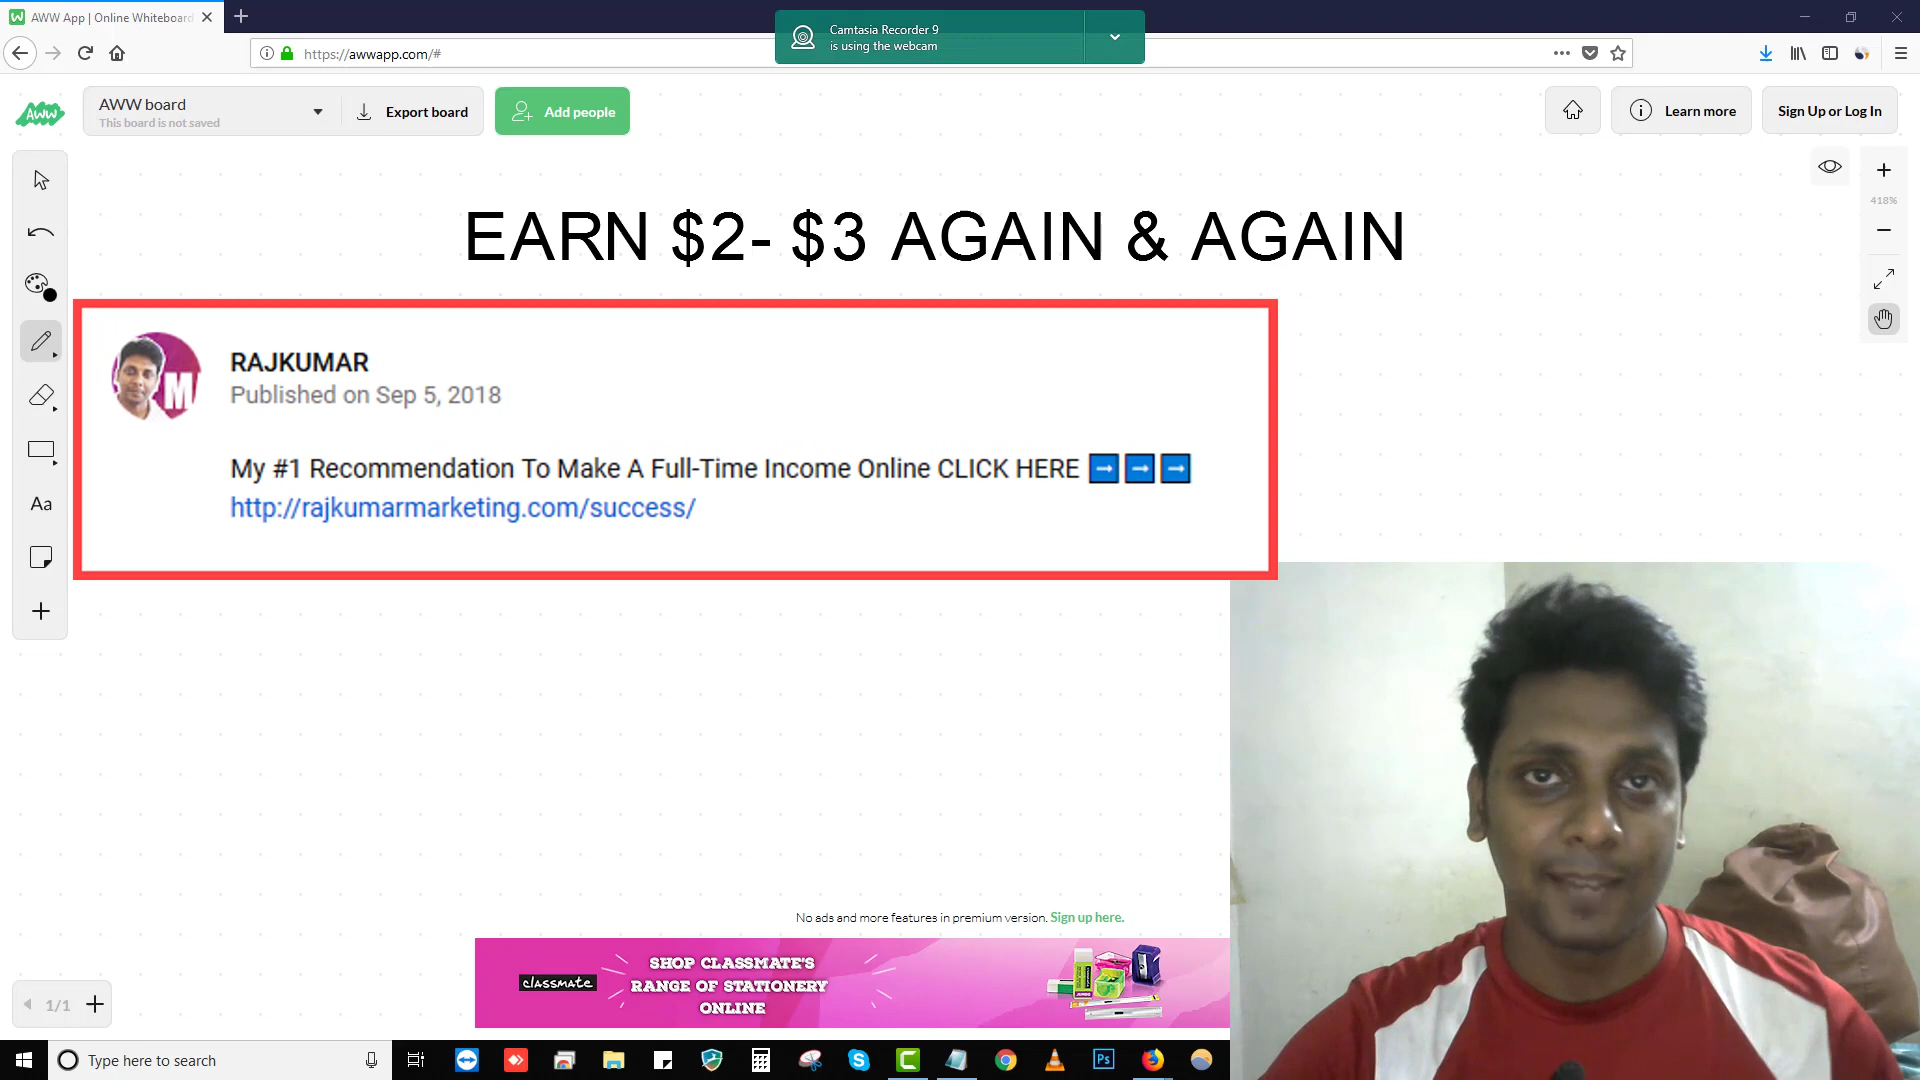 AWW App | Online Whiteboard
Camtasia Recorder 9
is using the webcam
https://awwapp.com/#
AWW
AWW board
This board is not saved
Export board
Add people
Learn more
Sign Up or Log In
418%
EARN $2- $3 AGAIN & AGAIN
M
RAJKUMAR
Published on Sep 5, 2018
My #1 Recommendation To Make A Full-Time Income Online CLICK HERE ➡➡➡
http://rajkumarmarketing.com/success/
Aa
No ads and more features in premium version. Sign up here.
classmate
SHOP CLASSMATE'S
RANGE OF STATIONERY
ONLINE
1/1
Type here to search
Ps